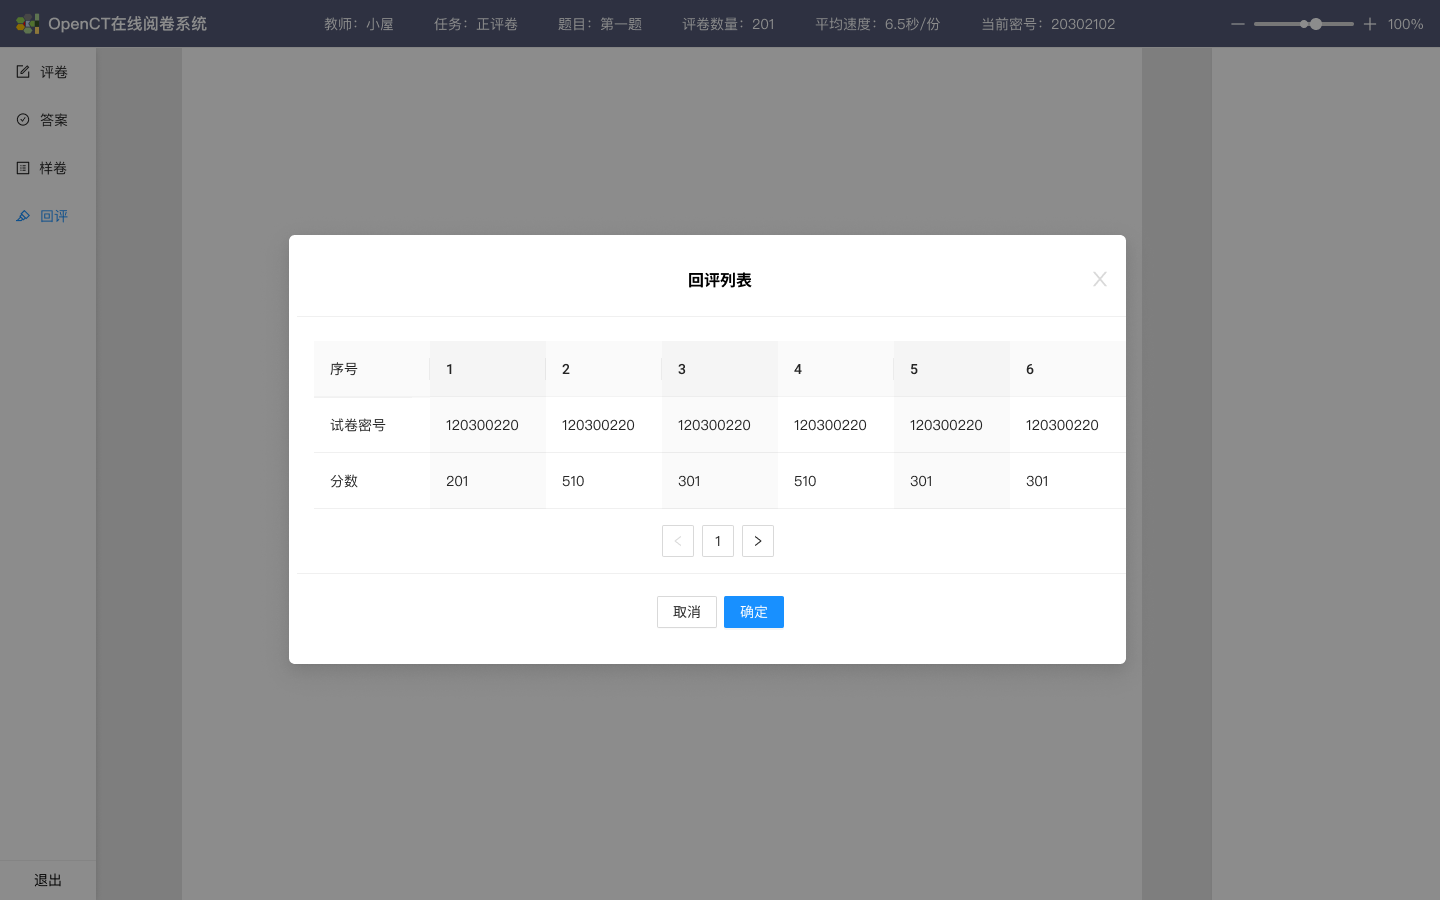 OpenCT在线阅卷系统 教师：小屋 任务：正评卷 题目：第一题 评卷数量：201 平均速度：6.5秒/份 当前密号：20302102 100%
评卷
答案
样卷
回评
回评列表
序号 1 2 3 4 5 6
试卷密号 120300220 120300220 120300220 120300220 120300220 120300220
分数 201 510 301 510 301 301
1
取消 确定
退出